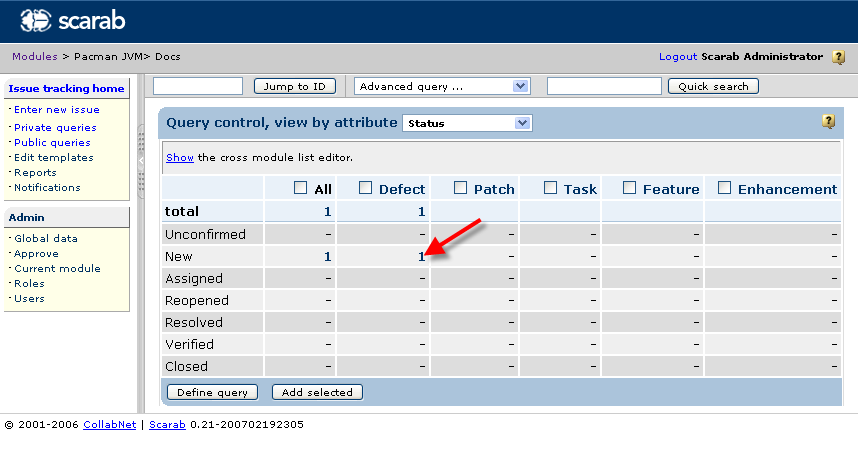 scarab
Modules > Pacman JVM> Docs
Logout Scarab Administrator ?
Issue tracking home
· Enter new issue
· Private queries
· Public queries
· Edit templates
· Reports
· Notifications
Admin
· Global data
· Approve
· Current module
· Roles
· Users
Jump to ID Advanced query ... Quick search
Query control, view by attribute Status ?
Show the cross module list editor.
All Defect Patch Task Feature Enhancement
total 1 1
Unconfirmed - - - - - -
New 1 1 - - - -
Assigned - - - - - -
Reopened - - - - - -
Resolved - - - - - -
Verified - - - - - -
Closed - - - - - -
Define query Add selected
© 2001-2006 CollabNet | Scarab 0.21-200702192305